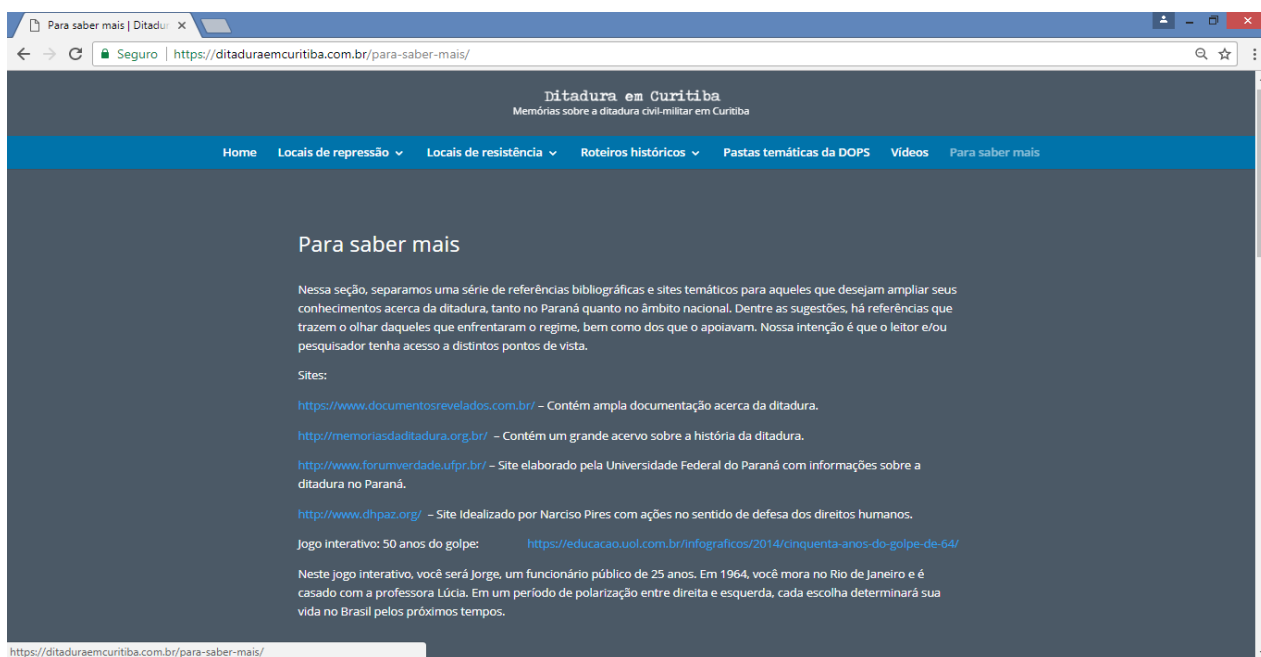 Para saber mais | Ditadu
Seguro | https://ditaduraemcuritiba.com.br/para-saber-mais/
Ditadura em Curitiba
Memórias sobre a ditadura civil-militar em Curitiba
Home Locais de repressão Locais de resistência Roteiros históricos Pastas temáticas da DOPS Vídeos Para saber mais
Para saber mais
Nessa seção, separamos uma série de referências bibliográficas e sites temáticos para aqueles que desejam ampliar seus
conhecimentos acerca da ditadura, tanto no Paraná quanto no âmbito nacional. Dentre as sugestões, há referências que
trazem o olhar daqueles que enfrentaram o regime, bem como dos que o apoiavam. Nossa intenção é que o leitor e/ou
pesquisador tenha acesso a distintos pontos de vista.
Sites:
https://www.documentosrevelados.com.br/ – Contém ampla documentação acerca da ditadura.
http://memoriasdaditadura.org.br/ – Contém um grande acervo sobre a história da ditadura.
http://www.forumverdade.ufpr.br/ – Site elaborado pela Universidade Federal do Paraná com informações sobre a
ditadura no Paraná.
http://www.dhpaz.org/ – Site Idealizado por Narciso Pires com ações no sentido de defesa dos direitos humanos.
Jogo interativo: 50 anos do golpe: https://educacao.uol.com.br/infograficos/2014/cinquenta-anos-do-golpe-de-64/
Neste jogo interativo, você será Jorge, um funcionário público de 25 anos. Em 1964, você mora no Rio de Janeiro e é
casado com a professora Lúcia. Em um período de polarização entre direita e esquerda, cada escolha determinará sua
vida no Brasil pelos próximos tempos.
https://ditaduraemcuritiba.com.br/para-saber-mais/